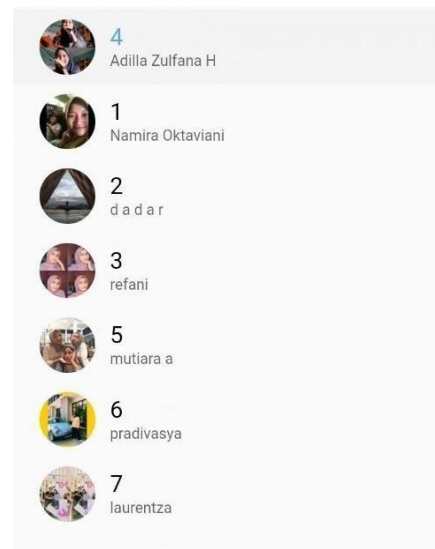 4
Adilla Zulfana H
1
Namira Oktaviani
2
d a d a r
3
refani
5
mutiara a
6
pradivasya
7
laurentza